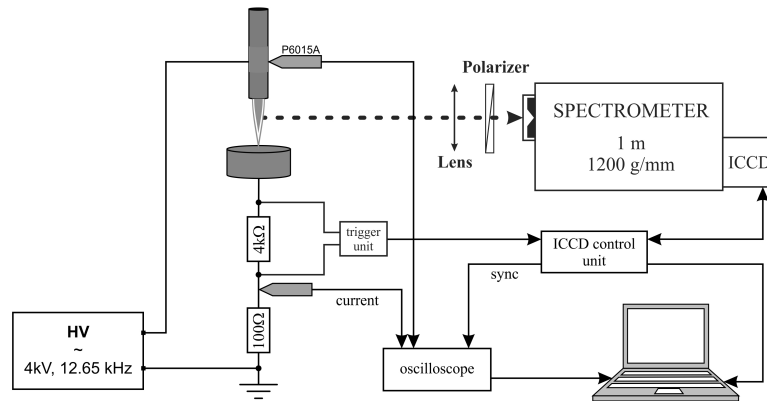 P6015A
Polarizer
Lens
SPECTROMETER
1 m
1200 g/mm
ICCD
4kΩ
trigger
unit
ICCD control
unit
sync
current
100Ω
HV
~
4kV, 12.65 kHz
oscilloscope